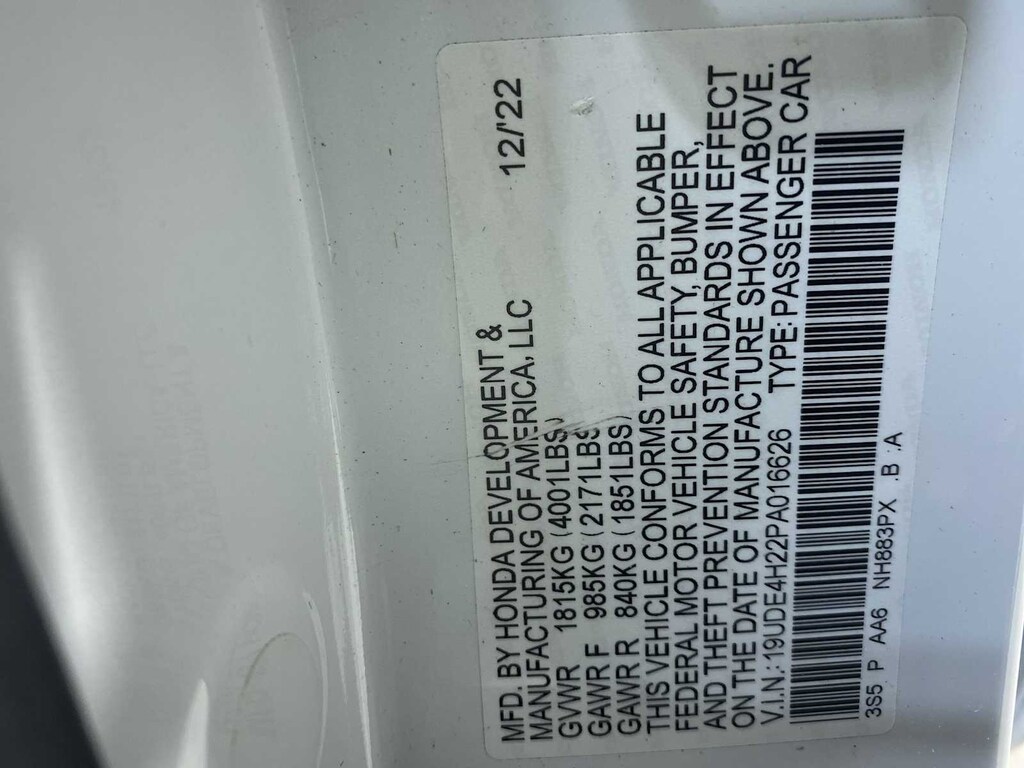 MFD. BY HONDA DEVELOPMENT &
MANUFACTURING OF AMERICA, LLC 12/'22
GVWR 1815KG (4001LBS)
GAWR F 985KG (2171LBS
GAWR R 840KG (1851LBS)
THIS VEHICLE CONFORMS TO ALL APPLICABLE
FEDERAL MOTOR VEHICLE SAFETY, BUMPER,
AND THEFT PREVENTION STANDARDS IN EFFECT
ON THE DATE OF MANUFACTURE SHOWN ABOVE.
V.I.N.: 19UDE4H22PA016626 TYPE: PASSENGER CAR
3S5 P AA6 NH883PX .B :A